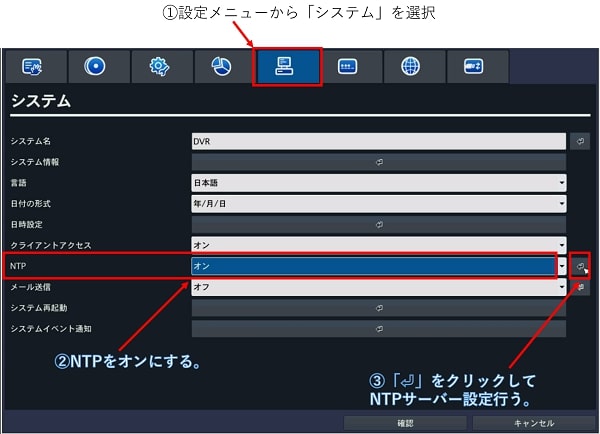 ①設定メニューから「システム」を選択
システム
システム名 DVR
システム情報
言語 日本語
日付の形式 年/月/日
日時設定
クライアントアクセス オン
NTP オン
メール送信 オフ
システム再起動
システムイベント通知
②NTPをオンにする。
③「⏎」をクリックして
NTPサーバー設定行う。
確認 キャンセル